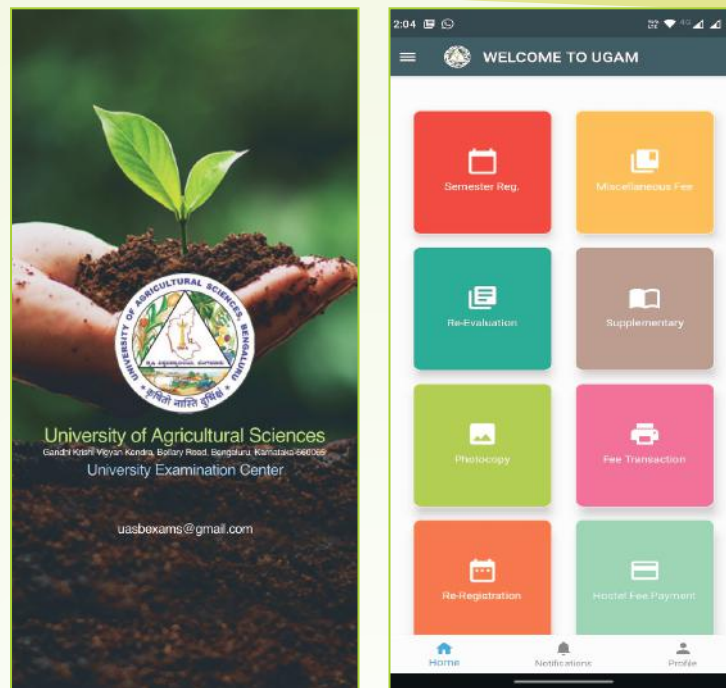 UNIVERSITY OF AGRICULTURAL SCIENCES, BENGALURU
कृषितो नास्ति दुर्भिक्षं
University of Agricultural Sciences
Gandhi Krishi Vigyan Kendra, Bellary Road, Bengaluru, Karnataka-560065
University Examination Center
uasbexams@gmail.com
2:04
4G
WELCOME TO UGAM
Semester Reg.
Miscellaneous Fee
Re-Evaluation
Supplementary
Photocopy
Fee Transaction
Re-Registration
Hostel Fee Payment
Home
Notifications
Profile